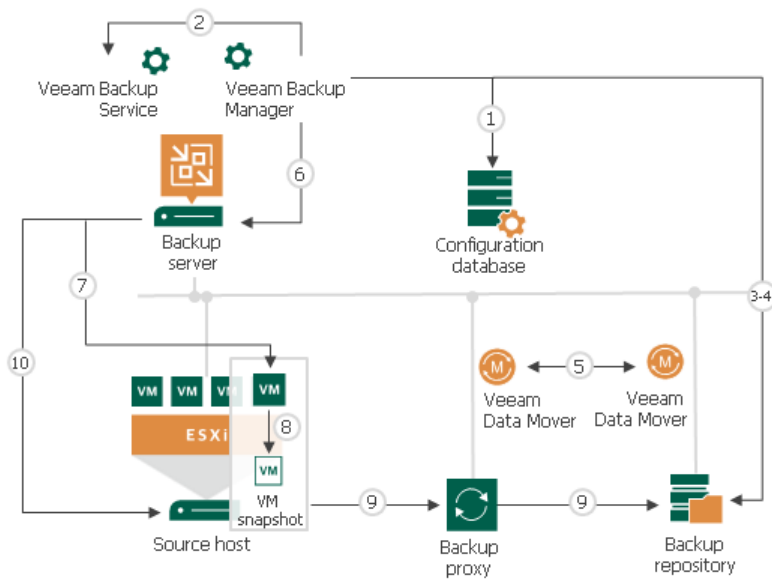 2
Veeam Backup
Service
Veeam Backup
Manager
1
6
Backup
server
Configuration
database
7
3-4
10
VM
VM
VM
VM
5
Veeam
Data Mover
Veeam
Data Mover
ESXi
8
VM
VM
snapshot
9
9
Source host
Backup
proxy
Backup
repository